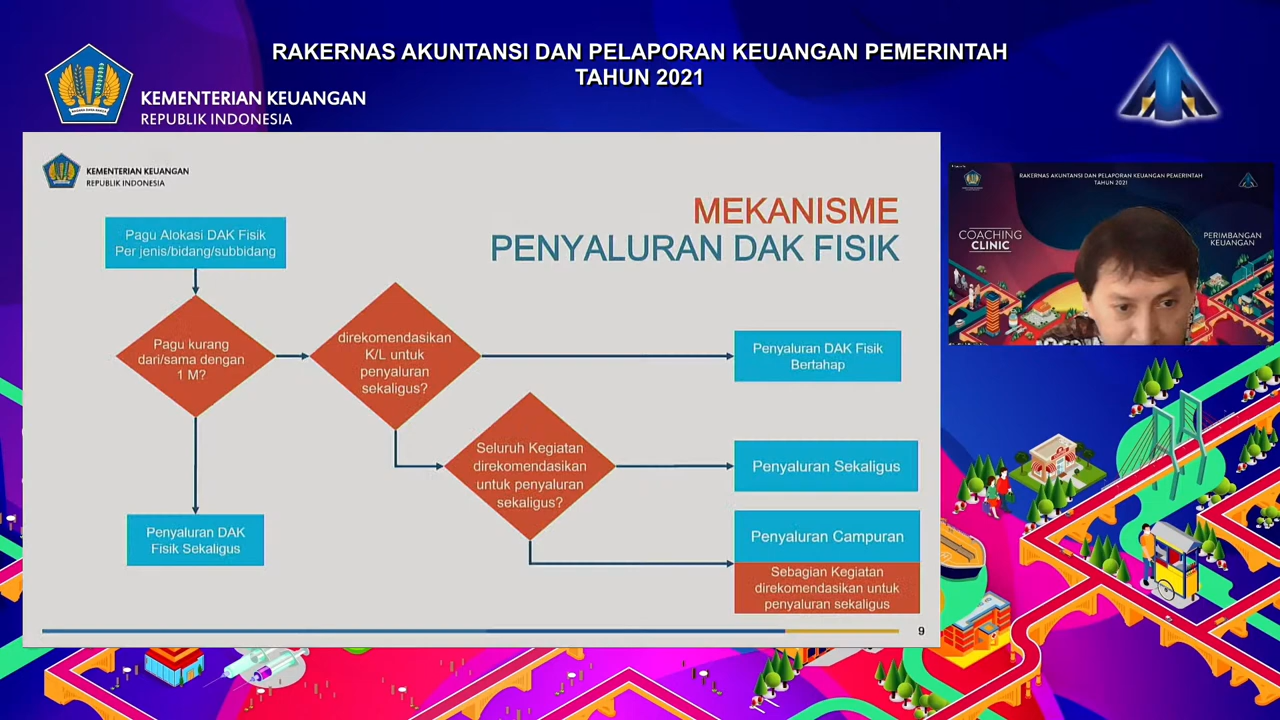 RAKERNAS AKUNTANSI DAN PELAPORAN KEUANGAN PEMERINTAH
TAHUN 2021
KEMENTERIAN KEUANGAN
REPUBLIK INDONESIA
KEMENTERIAN KEUANGAN
REPUBLIK INDONESIA
MEKANISME
PENYALURAN DAK FISIK
Pagu Alokasi DAK Fisik
Per jenis/bidang/subbidang
Pagu kurang
dari/sama dengan
1 M?
direkomendasikan
K/L untuk
penyaluran
sekaligus?
Penyaluran DAK Fisik
Bertahap
Seluruh Kegiatan
direkomendasikan
untuk penyaluran
sekaligus?
Penyaluran Sekaligus
Penyaluran DAK
Fisik Sekaligus
Penyaluran Campuran
Sebagian Kegiatan
direkomendasikan untuk
penyaluran sekaligus
9
RAKERNAS AKUNTANSI DAN PELAPORAN KEUANGAN PEMERINTAH
TAHUN 2021
COACHING
CLINIC
PERIMBANGAN
KEUANGAN